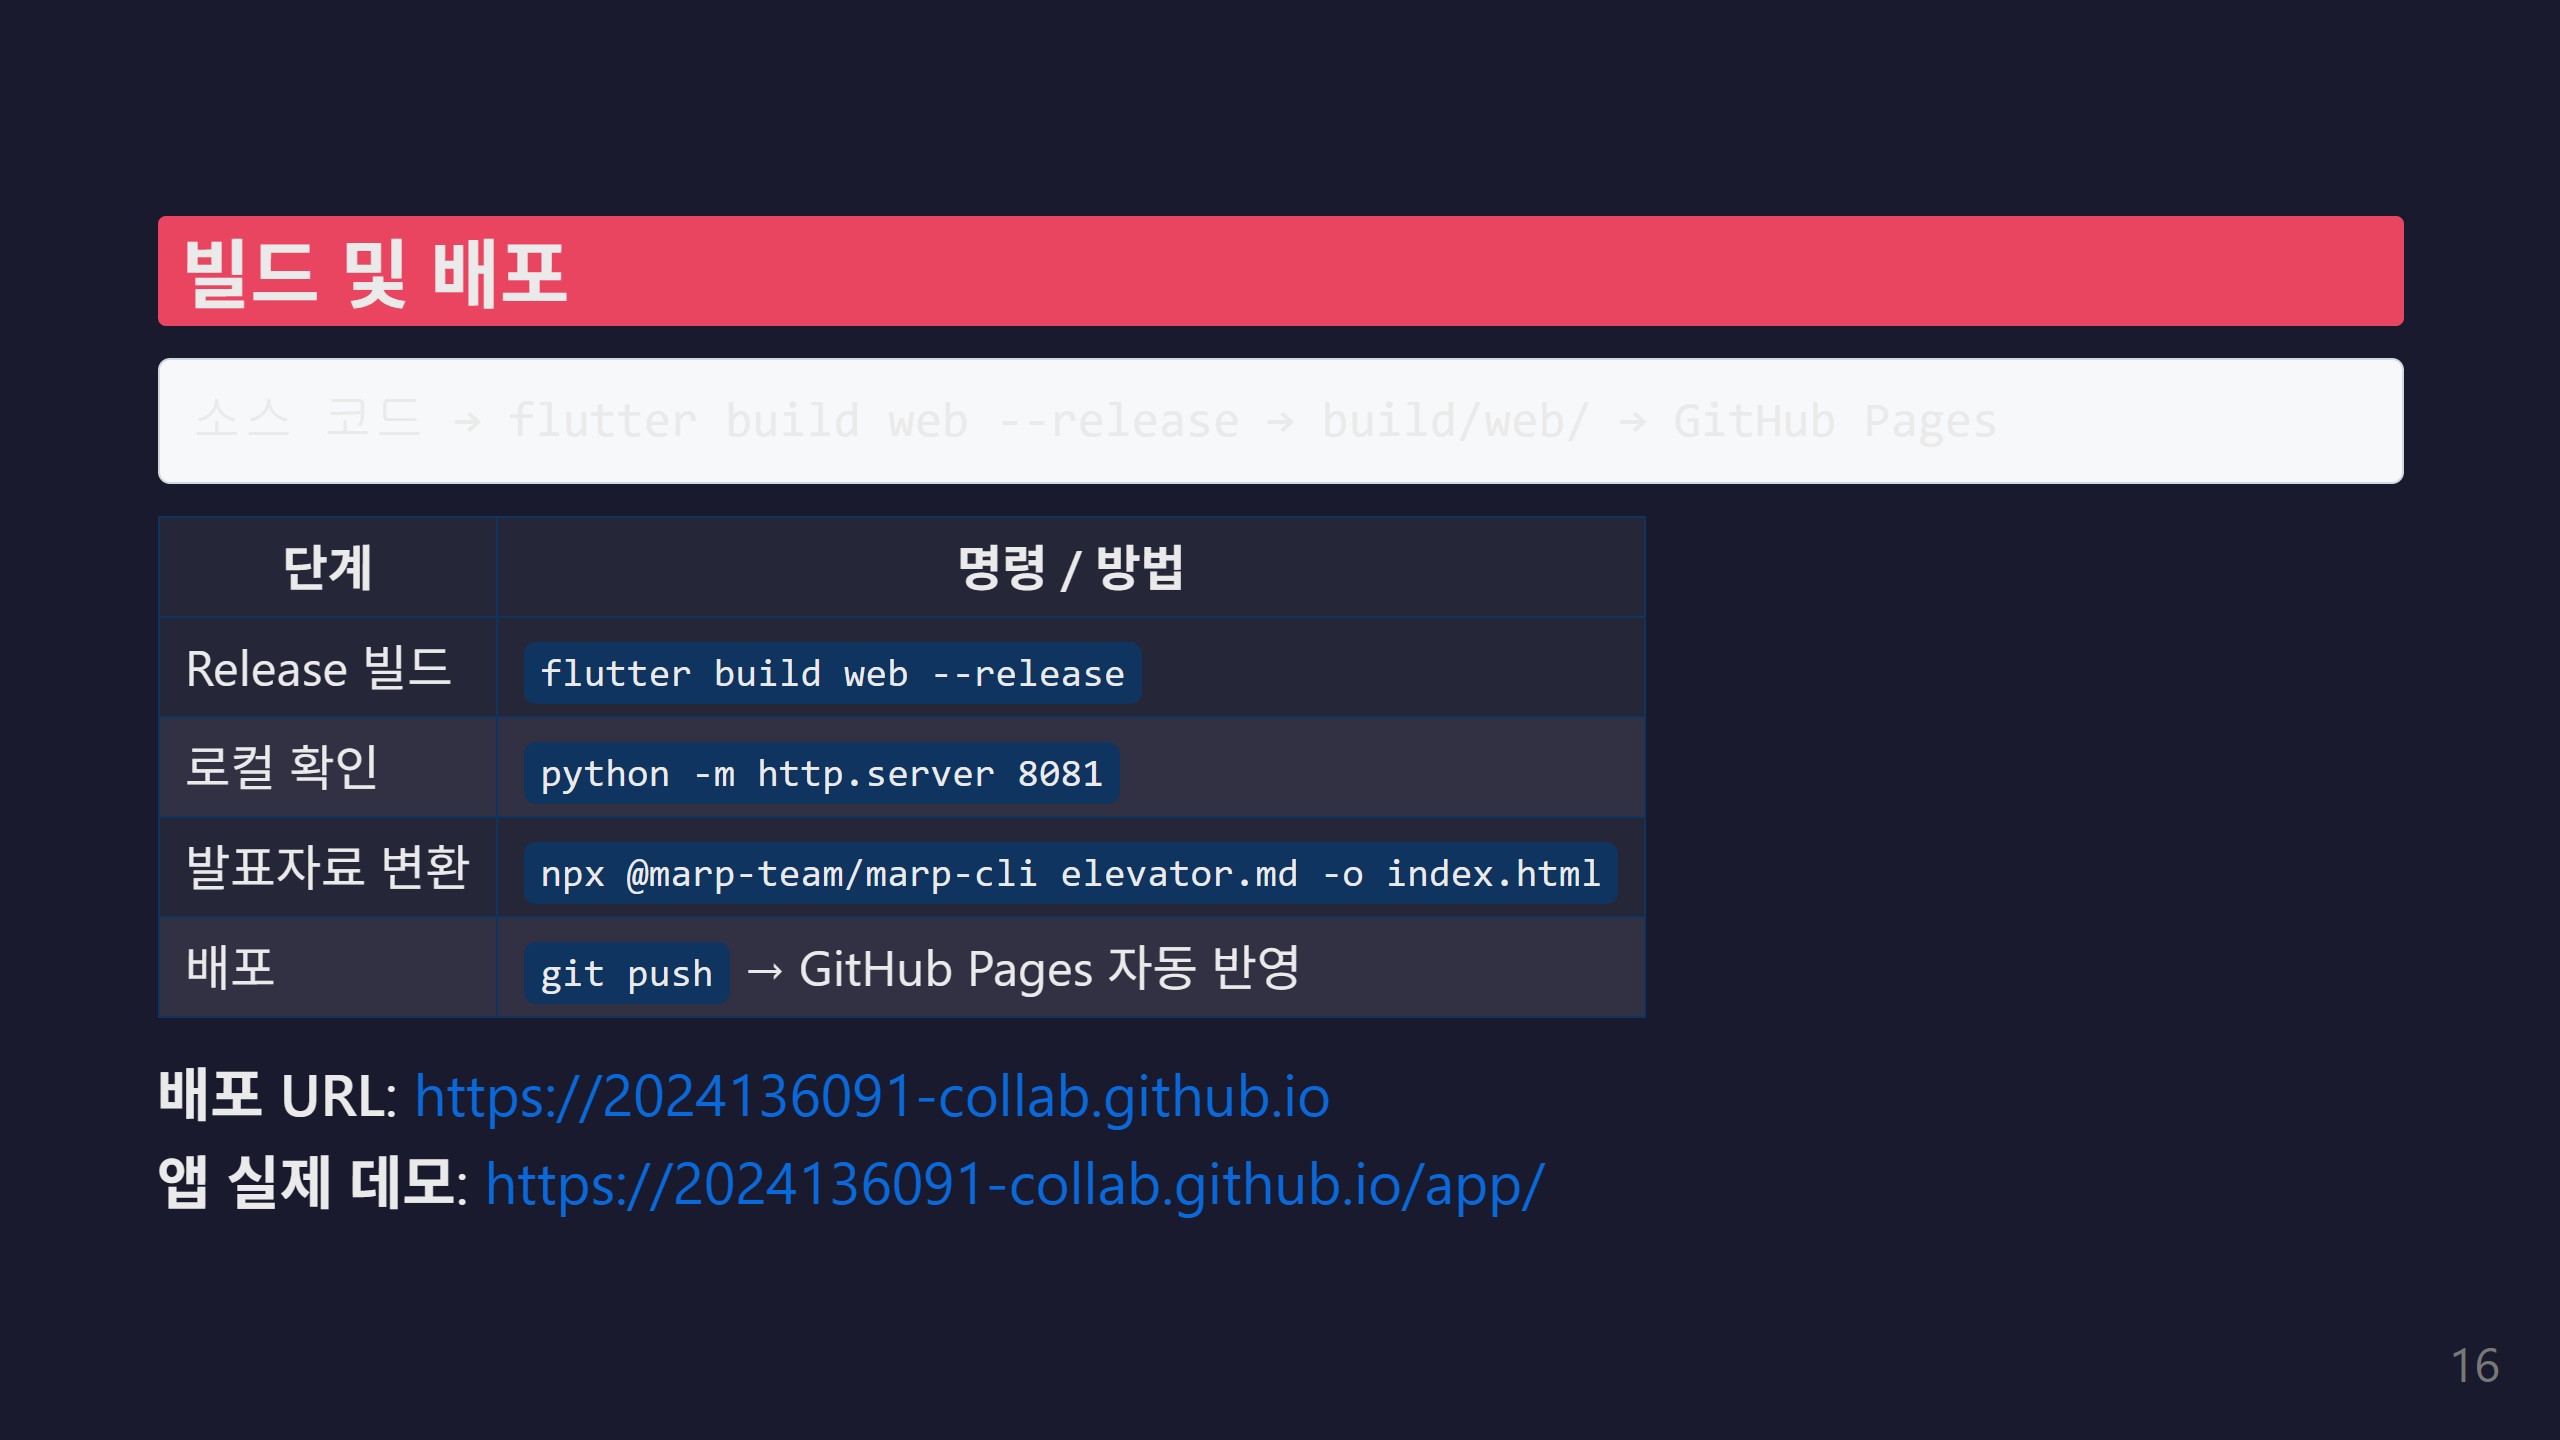 빌드 및 배포
소스 코드 → flutter build web --release → build/web/ → GitHub Pages
단계 명령 / 방법
Release 빌드 flutter build web --release
로컬 확인 python -m http.server 8081
발표자료 변환 npx @marp-team/marp-cli elevator.md -o index.html
배포 git push → GitHub Pages 자동 반영
배포 URL: https://2024136091-collab.github.io
앱 실제 데모: https://2024136091-collab.github.io/app/
16